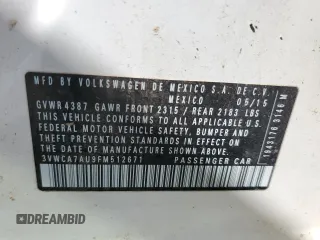 MFD BY VOLKSWAGEN DE MEXICO S.A. DE C.V.
MEXICO 05/15
GVWR 4387 GAWR FRONT 2315 / REAR 2183 LBS
THIS VEHICLE CONFORMS TO ALL APPLICABLE U.S.
FEDERAL MOTOR VEHICLE SAFETY, BUMPER AND
THEFT PREVENTION STANDARDS IN EFFECT ON THE
DATE OF MANUFACTURE SHOWN ABOVE.
3VWCA7AU9FM512671 PASSENGER CAR
AutoHelperBot.com